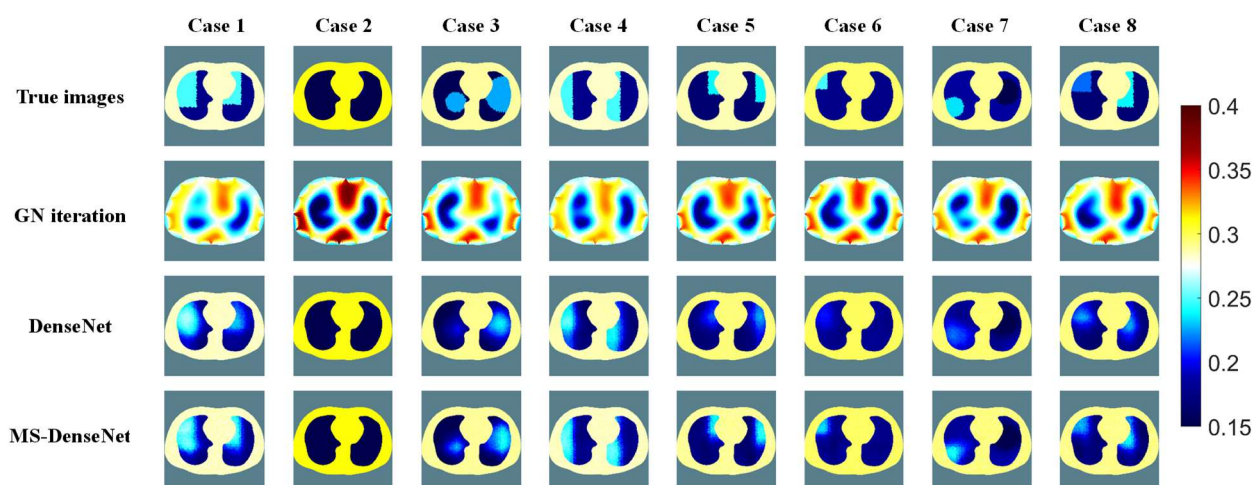 Case 1 Case 2 Case 3 Case 4 Case 5 Case 6 Case 7 Case 8
True images
GN iteration
DenseNet
MS-DenseNet
0.4
0.35
0.3
0.25
0.2
0.15